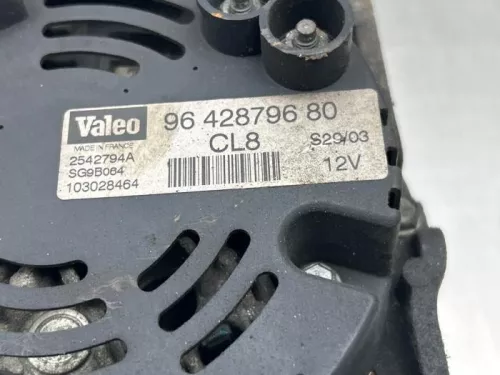 Valeo
MADE IN FRANCE
2542794A
SG9B064
103028464
96 428796 80
CL8
S29/03
12V